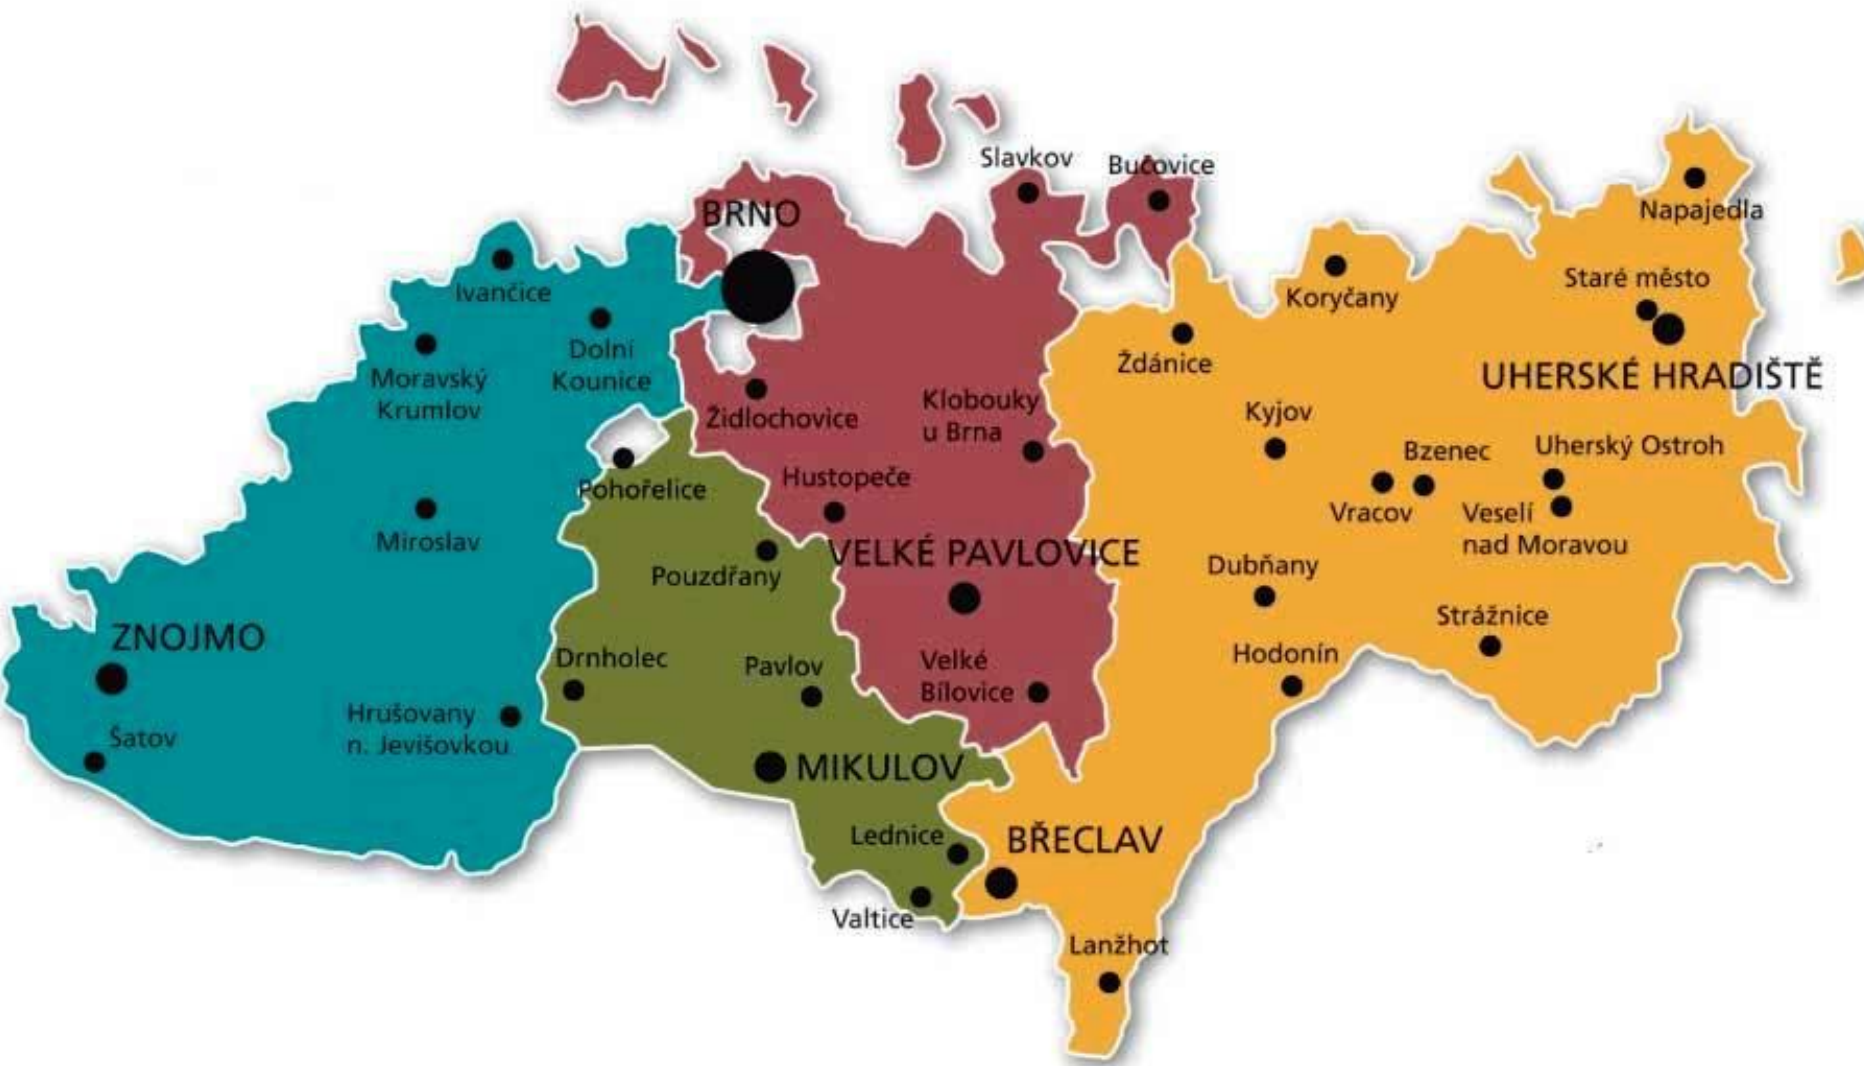 Slavkov
Bučovice
BRNO
Napajedla
Ivančice
Koryčany
Staré město
Dolní
Kounice
Ždánice
Moravský
Krumlov
UHERSKÉ HRADIŠTĚ
Židlochovice
Klobouky
u Brna
Kyjov
Bzenec
Uherský Ostroh
Pohořelice
Hustopeče
Vracov
Veselí
nad Moravou
Miroslav
VELKÉ PAVLOVICE
Pouzdřany
Dubňany
Strážnice
ZNOJMO
Drnholec
Pavlov
Velké
Bílovice
Hodonín
Hrušovany
n. Jevišovkou
Šatov
MIKULOV
Lednice
BŘECLAV
Valtice
Lanžhot